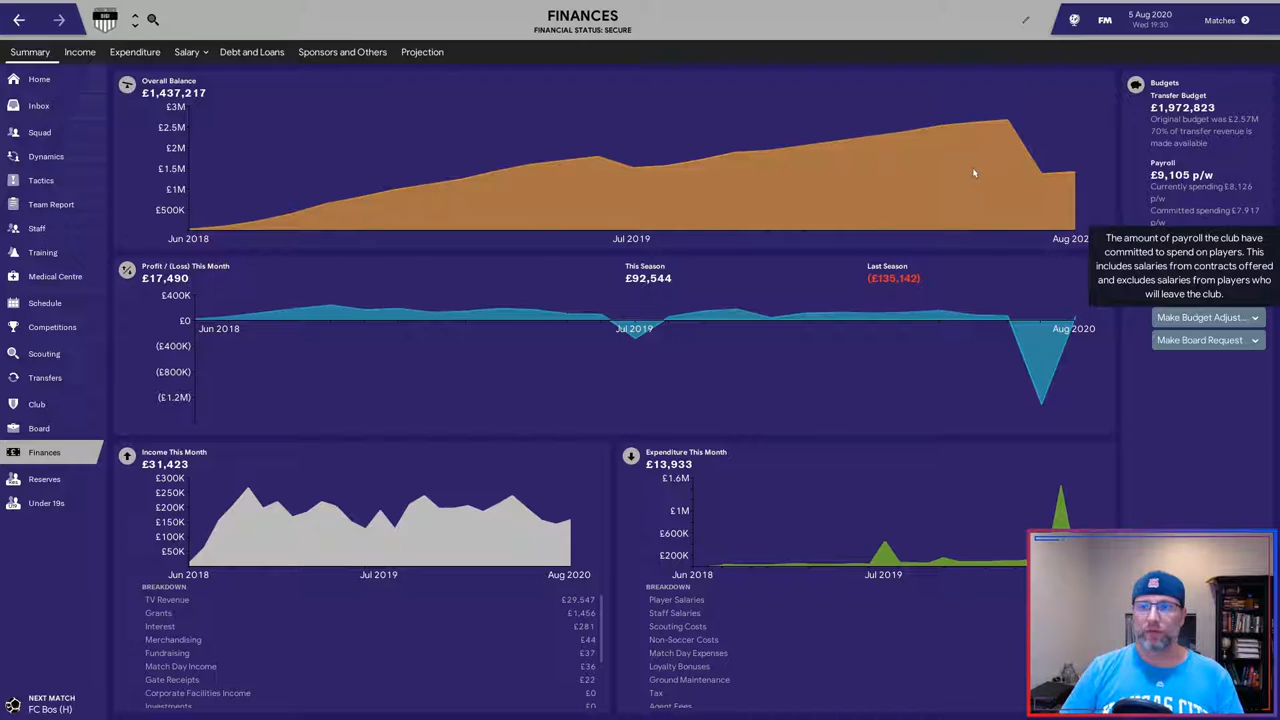 FINANCES
FINANCIAL STATUS: SECURE
FM
5 Aug 2020
Wed 19:30
Matches
Summary
Income
Expenditure
Salary
Debt and Loans
Sponsors and Others
Projection
Home
Inbox
Squad
Dynamics
Tactics
Team Report
Staff
Training
Medical Centre
Schedule
Competitions
Scouting
Transfers
Club
Board
Finances
Reserves
Under 19s
NEXT MATCH
FC Bos (H)
Overall Balance
£1,437,217
£3M
£2.5M
£2M
£1.5M
£1M
£500K
Jun 2018
Jul 2019
Aug 202
Profit / (Loss) This Month
£17,490
This Season
£92,544
Last Season
(£135,142)
£400K
£0
(£400K)
(£800K)
(£1.2M)
Jun 2018
Jul 2019
Aug 2020
Income This Month
£31,423
£300K
£250K
£200K
£150K
£100K
£50K
Jun 2018
Jul 2019
Aug 2020
BREAKDOWN
TV Revenue £29,547
Grants £1,456
Interest £281
Merchandising £44
Fundraising £37
Match Day Income £36
Gate Receipts £22
Corporate Facilities Income £0
Investments £0
Expenditure This Month
£13,933
£1.6M
£1M
£600K
£200K
Jun 2018
Jul 2019
BREAKDOWN
Player Salaries
Staff Salaries
Scouting Costs
Non-Soccer Costs
Match Day Expenses
Loyalty Bonuses
Ground Maintenance
Tax
Agent Fees
Budgets
Transfer Budget
£1,972,823
Original budget was £2.57M
70% of transfer revenue is
made available
Payroll
£9,105 p/w
Currently spending £8,126
p/w
Committed spending £7,917
p/w
The amount of payroll the club have
committed to spend on players. This
includes salaries from contracts offered
and excludes salaries from players who
will leave the club.
Make Budget Adjust...
Make Board Request